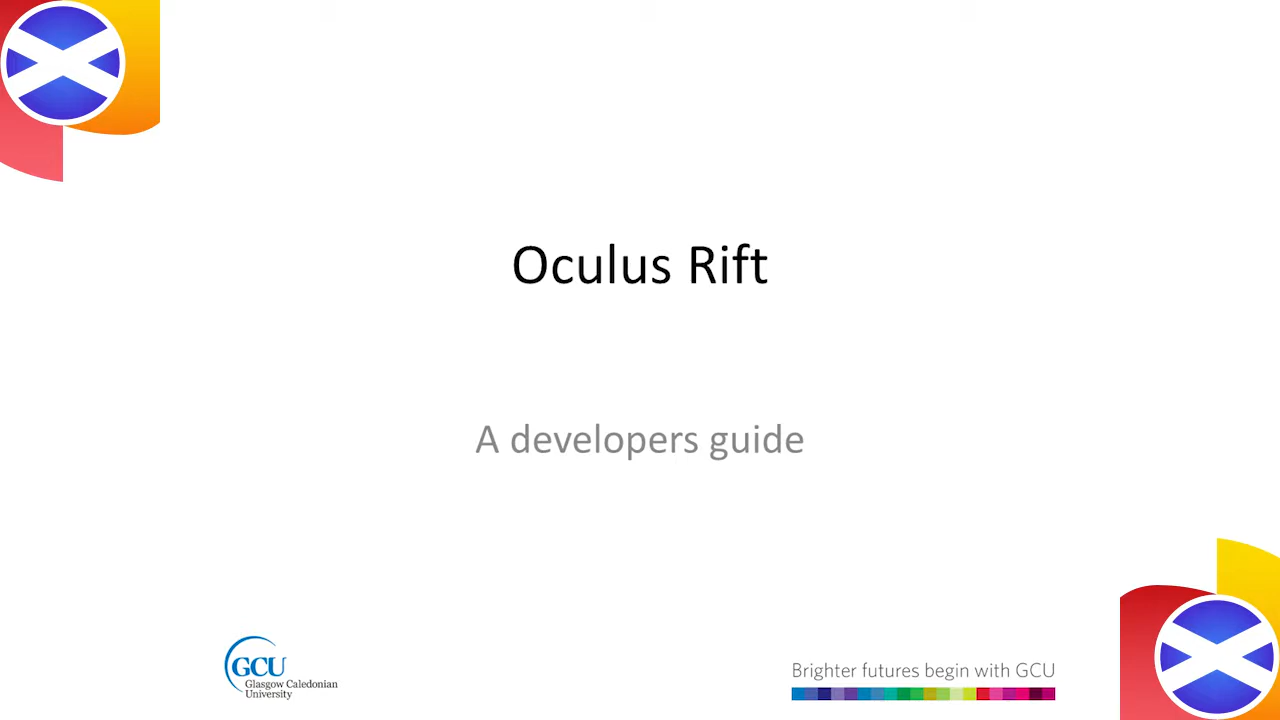 Oculus Rift
A developers guide
GCU
Glasgow Caledonian
University
Brighter futures begin with GCU